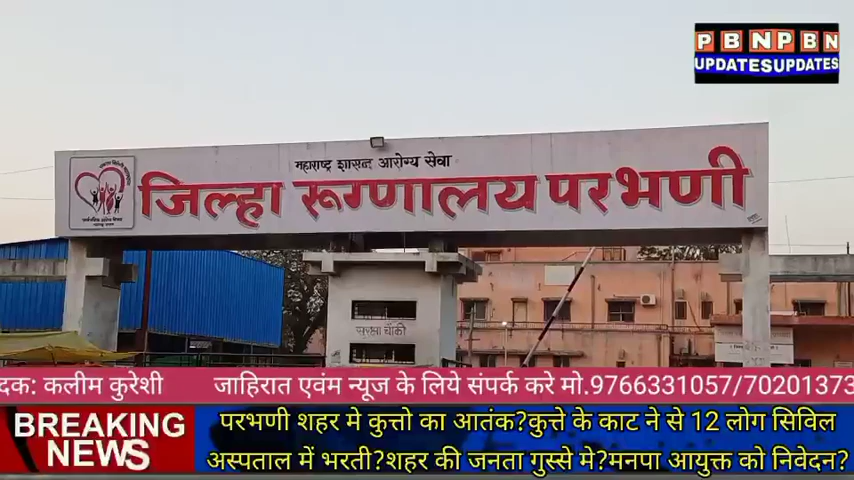 PBNPBN
UPDATESUPDATES
महाराष्ट्र शासन आरोग्य सेवा
जिल्हा रूग्णालय परभणी
सुरक्षा चौकी
दक: कलीम कुरेशी जाहिरात एवंम न्यूज के लिये संपर्क करे मो.9766331057/70201373
BREAKING
NEWS
परभणी शहर मे कुत्तो का आतंक?कुत्ते के काट ने से 12 लोग सिविल
अस्पताल में भरती?शहर की जनता गुस्से मे?मनपा आयुक्त को निवेदन?